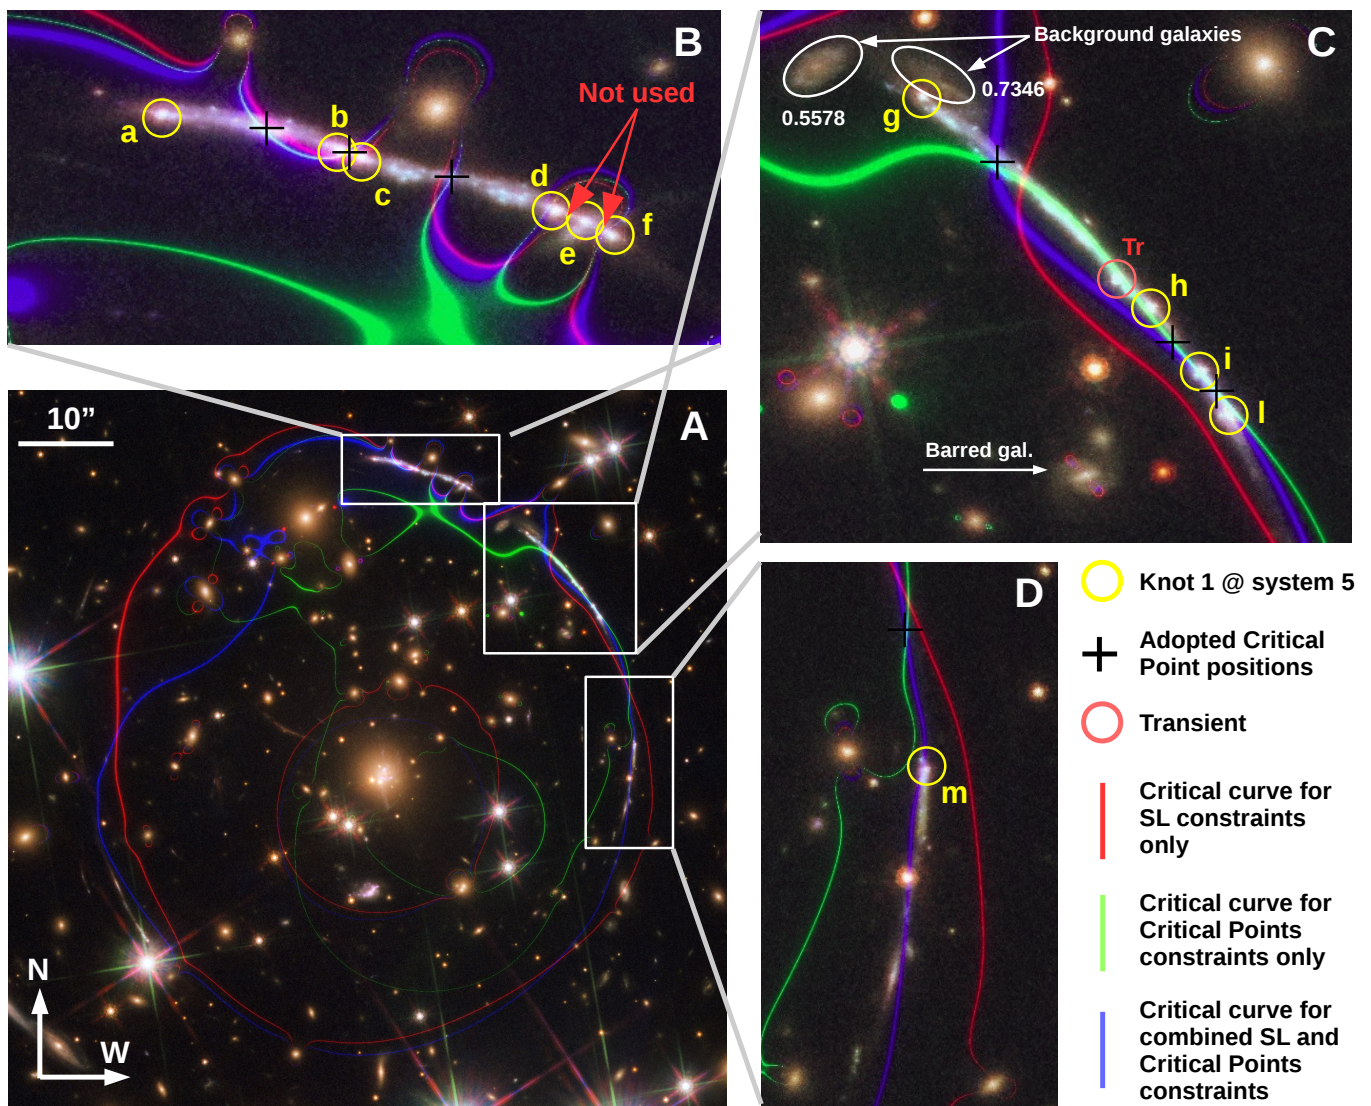 B
Not used
a
b
c
d
e
f
C
Background galaxies
0.5578
0.7346
g
Tr
h
i
l
Barred gal.
A
10”
N
W
D
m
Knot 1 @ system 5
Adopted Critical
Point positions
Transient
Critical curve for
SL constraints
only
Critical curve for
Critical Points
constraints only
Critical curve for
combined SL and
Critical Points
constraints